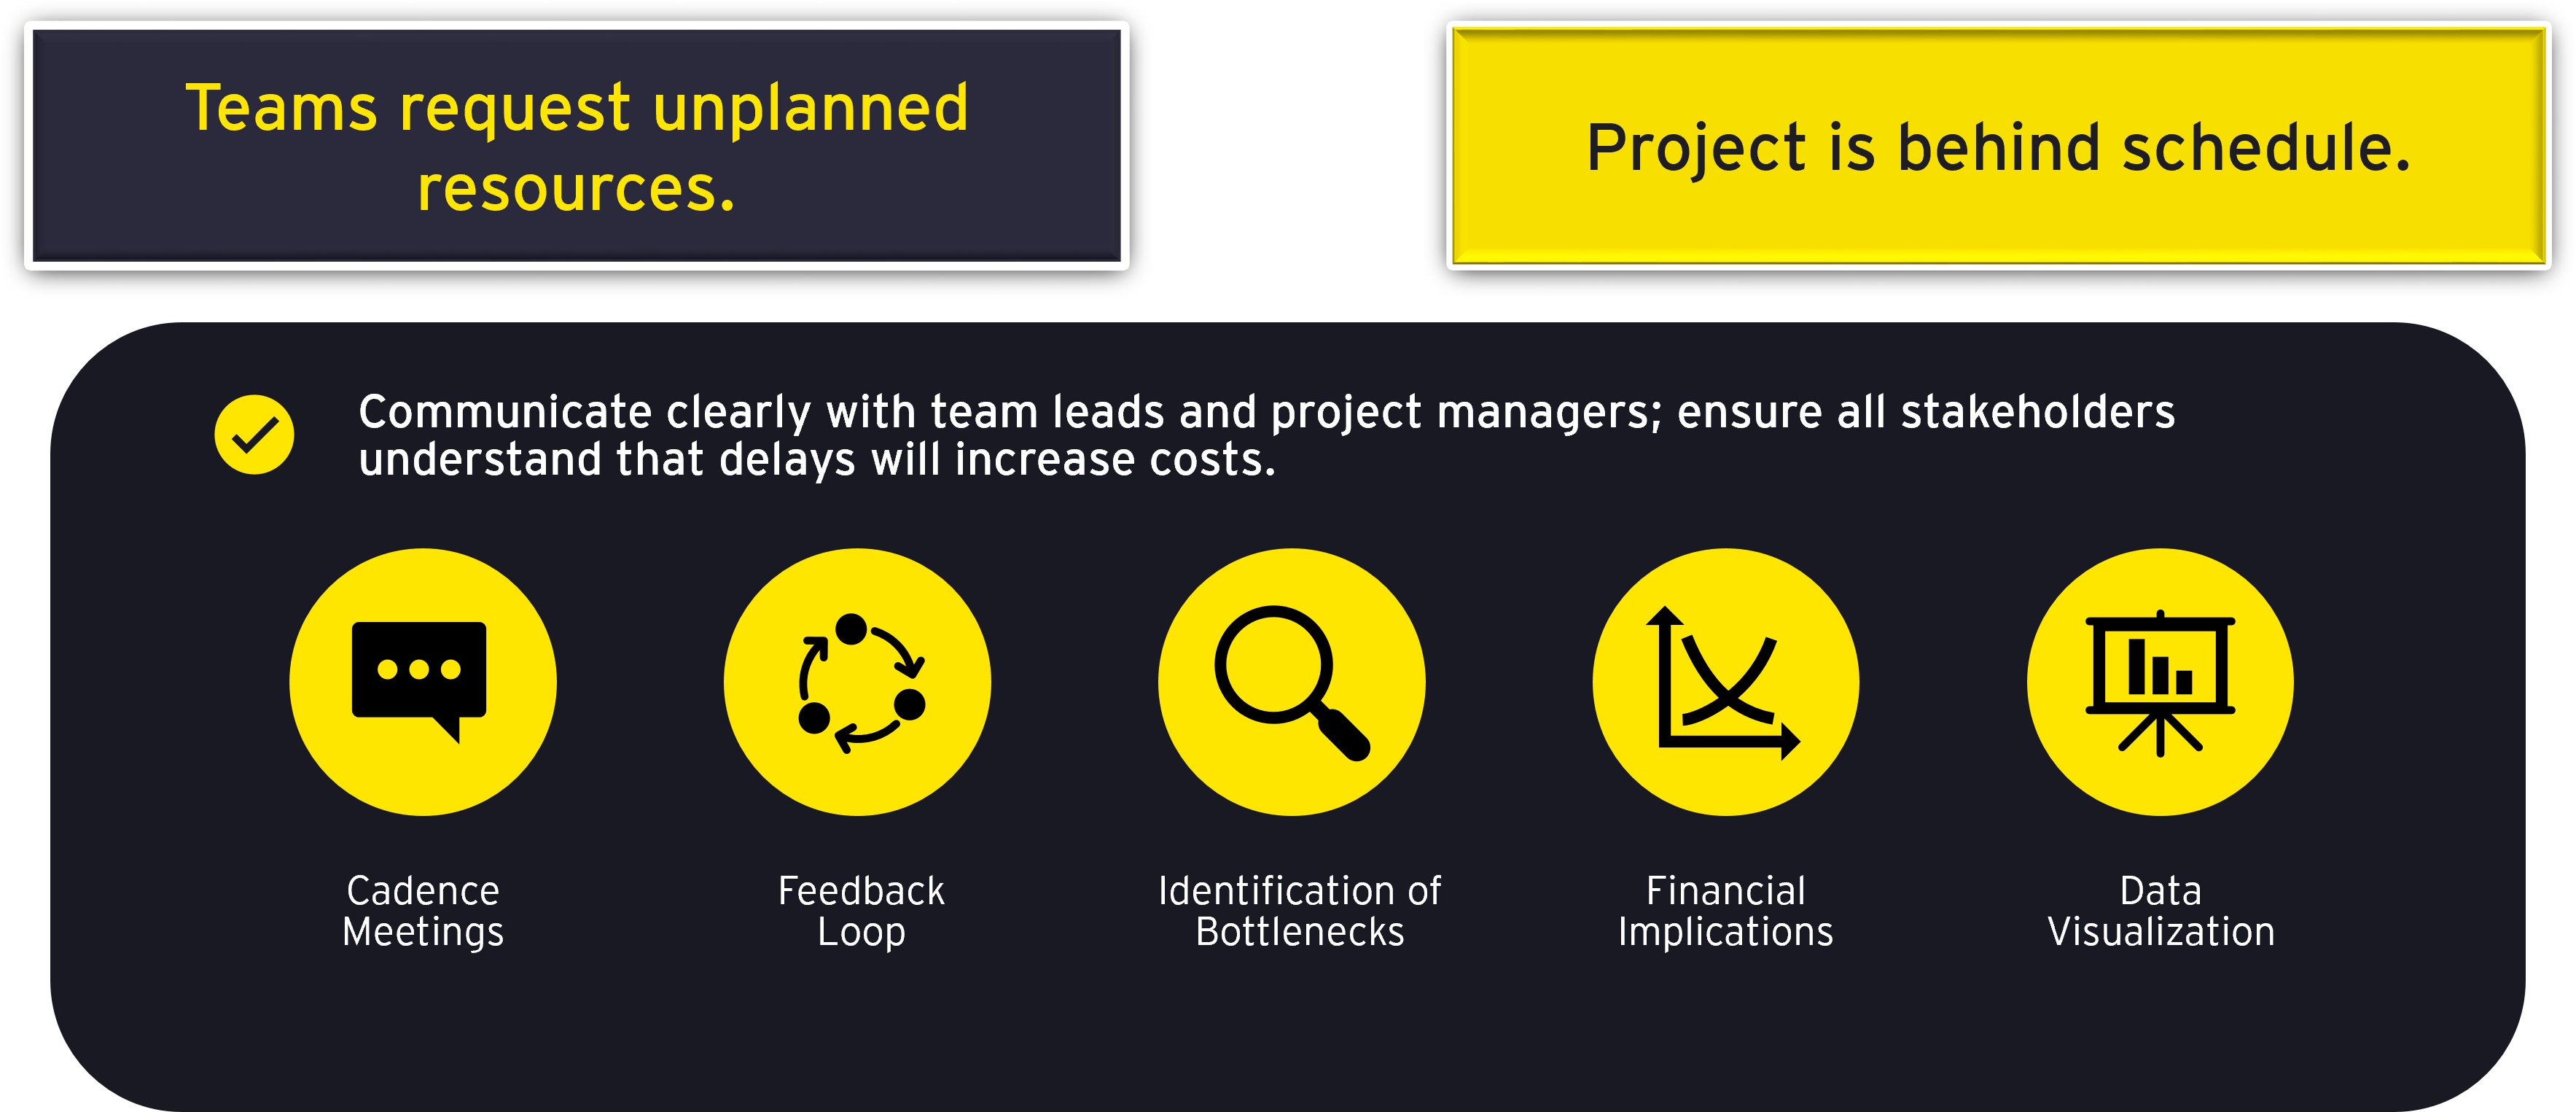 Teams request unplanned
resources.
Project is behind schedule.
Communicate clearly with team leads and project managers; ensure all stakeholders
understand that delays will increase costs.
Cadence
Meetings
Feedback
Loop
Identification of
Bottlenecks
Financial
Implications
Data
Visualization